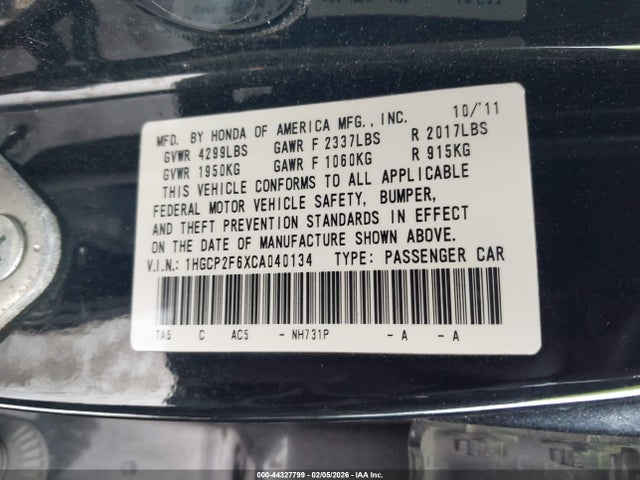 MFD. BY HONDA OF AMERICA MFG., INC. 10/'11
GVWR 4299LBS GAWR F 2337LBS R 2017LBS
GVWR 1950KG GAWR F 1060KG R 915KG
THIS VEHICLE CONFORMS TO ALL APPLICABLE
FEDERAL MOTOR VEHICLE SAFETY, BUMPER,
AND THEFT PREVENTION STANDARDS IN EFFECT
ON THE DATE OF MANUFACTURE SHOWN ABOVE.
V.I.N.: 1HGCP2F6XCA040134 TYPE: PASSENGER CAR
TA5 C AC5 - NH731P - A - A
000-44327799 | 02/05/2026 | IAA Inc.